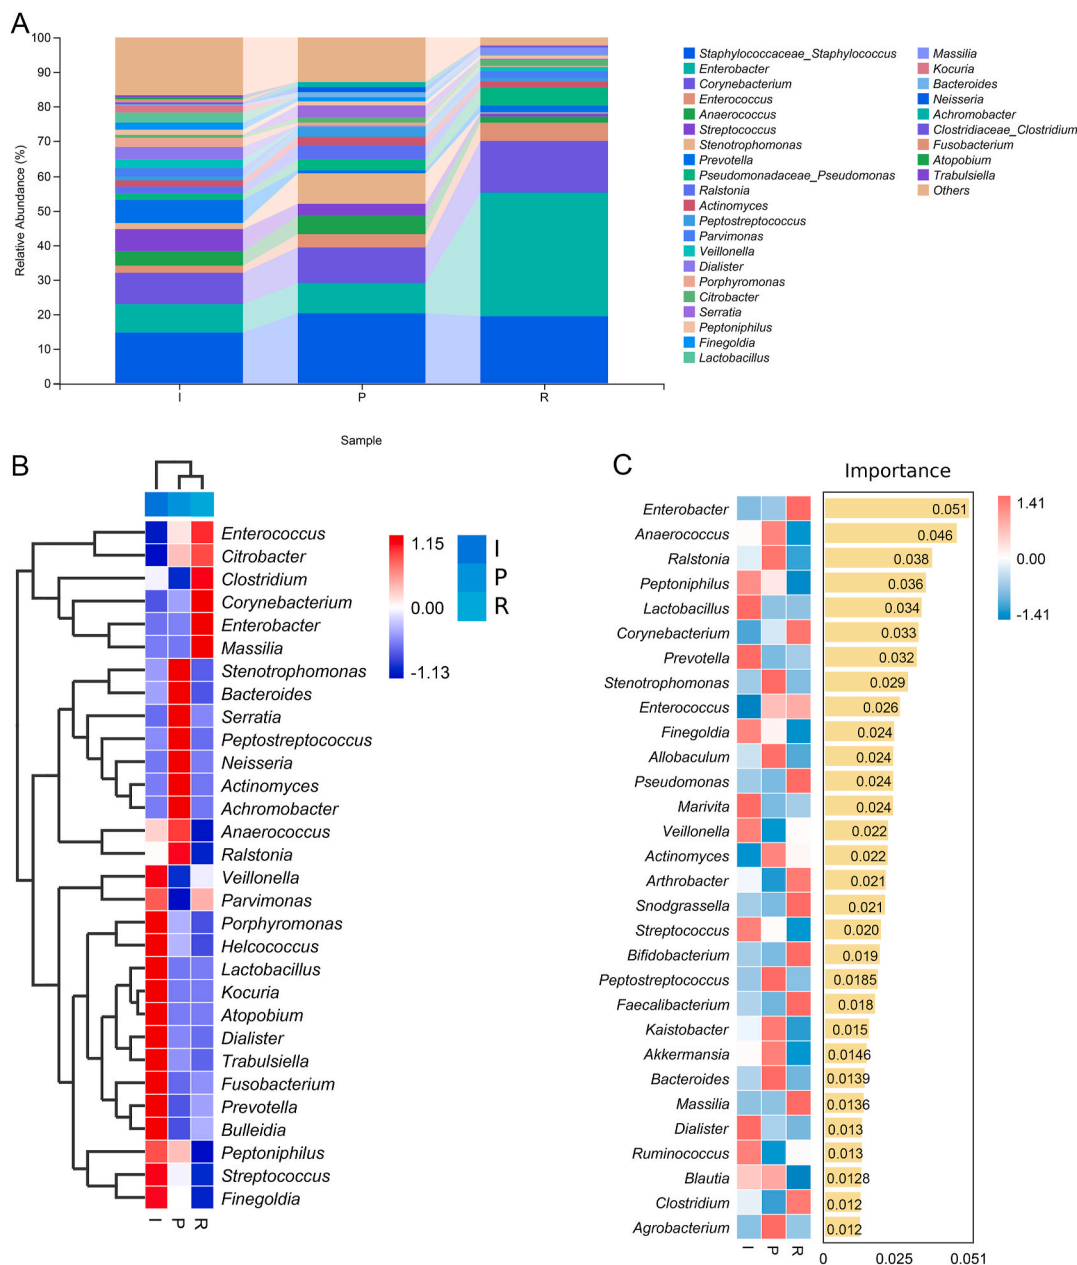 A
100
90
80
70
60
50
40
30
20
10
0
Relative Abundance (%)
I
P
R
Sample
Staphylococcaceae_Staphylococcus
Enterobacter
Corynebacterium
Enterococcus
Anaerococcus
Streptococcus
Stenotrophomonas
Prevotella
Pseudomonadaceae_Pseudomonas
Ralstonia
Actinomyces
Peptostreptococcus
Parvimonas
Veillonella
Dialister
Porphyromonas
Citrobacter
Serratia
Peptoniphilus
Finegoldia
Lactobacillus
Massilia
Kocuria
Bacteroides
Neisseria
Achromobacter
Clostridiaceae_Clostridium
Fusobacterium
Atopobium
Trabulsiella
Others
B
Enterococcus
Citrobacter
Clostridium
Corynebacterium
Enterobacter
Massilia
Stenotrophomonas
Bacteroides
Serratia
Peptostreptococcus
Neisseria
Actinomyces
Achromobacter
Anaerococcus
Ralstonia
Veillonella
Parvimonas
Porphyromonas
Helcococcus
Lactobacillus
Kocuria
Atopobium
Dialister
Trabulsiella
Fusobacterium
Prevotella
Bulleidia
Peptoniphilus
Streptococcus
Finegoldia
I
P
R
1.15
0.00
-1.13
I
P
R
C
Importance
Enterobacter 0.051
Anaerococcus 0.046
Ralstonia 0.038
Peptoniphilus 0.036
Lactobacillus 0.034
Corynebacterium 0.033
Prevotella 0.032
Stenotrophomonas 0.029
Enterococcus 0.026
Finegoldia 0.024
Allobaculum 0.024
Pseudomonas 0.024
Marivita 0.024
Veillonella 0.022
Actinomyces 0.022
Arthrobacter 0.021
Snodgrassella 0.021
Streptococcus 0.020
Bifidobacterium 0.019
Peptostreptococcus 0.0185
Faecalibacterium 0.018
Kaistobacter 0.015
Akkermansia 0.0146
Bacteroides 0.0139
Massilia 0.0136
Dialister 0.013
Ruminococcus 0.013
Blautia 0.0128
Clostridium 0.012
Agrobacterium 0.012
I
P
R
0
0.025
0.051
1.41
0.00
-1.41